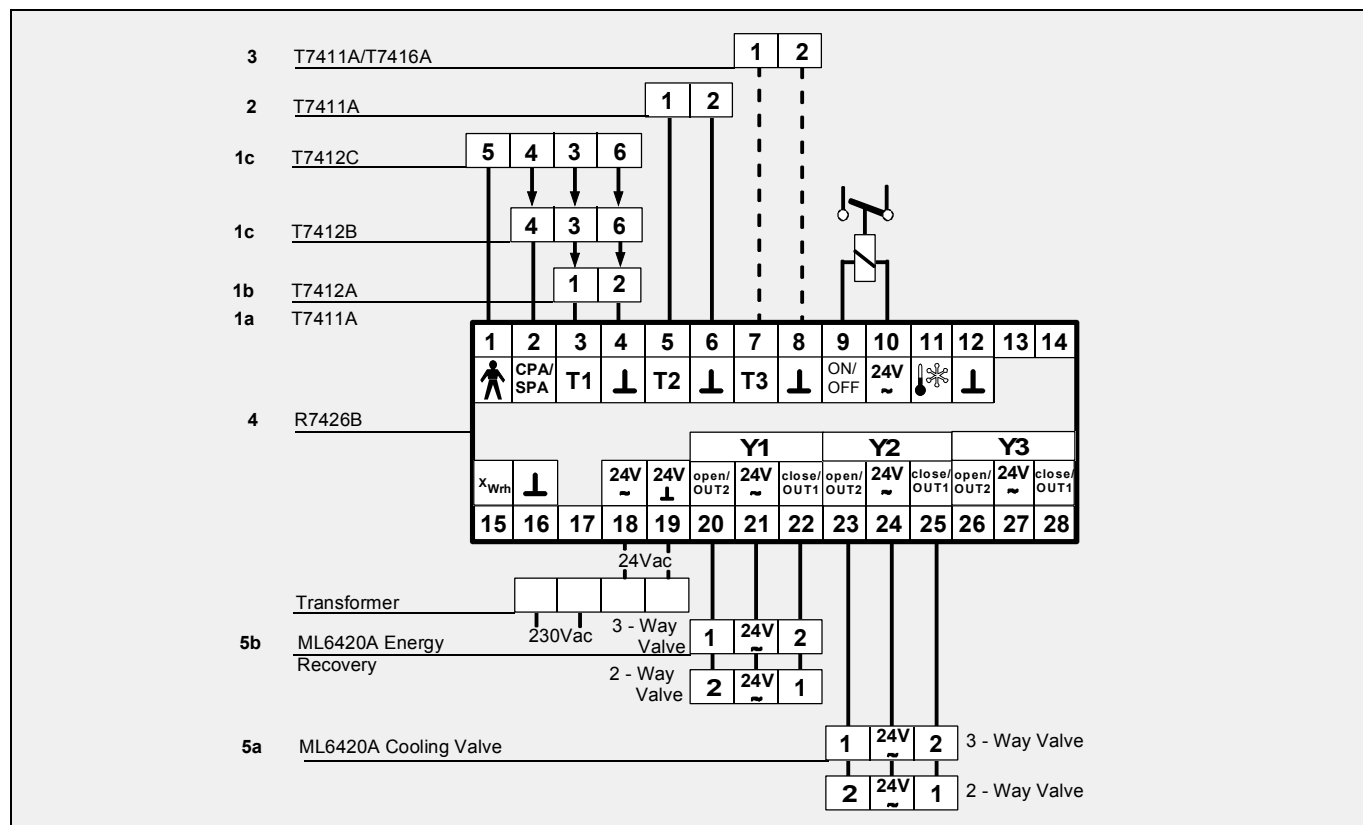 3 T7411A/T7416A 1 2
2 T7411A 1 2
1c T7412C 5 4 3 6
1c T7412B 4 3 6
1b T7412A 1 2
1a T7411A
1 2 3 4 5 6 7 8 9 10 11 12 13 14
CPA/ SPA T1 T2 T3 ON/ OFF 24V ~
4 R7426B
Y1 Y2 Y3
xWrh 24V ~ 24V open/ OUT2 24V ~ close/ OUT1 open/ OUT2 24V ~ close/ OUT1 open/ OUT2 24V ~ close/ OUT1
15 16 17 18 19 20 21 22 23 24 25 26 27 28
24Vac
Transformer
230Vac
5b ML6420A Energy
Recovery
3 - Way
Valve
1 24V ~ 2
2 - Way
Valve
2 24V ~ 1
5a ML6420A Cooling Valve
1 24V ~ 2 3 - Way Valve
2 24V ~ 1 2 - Way Valve